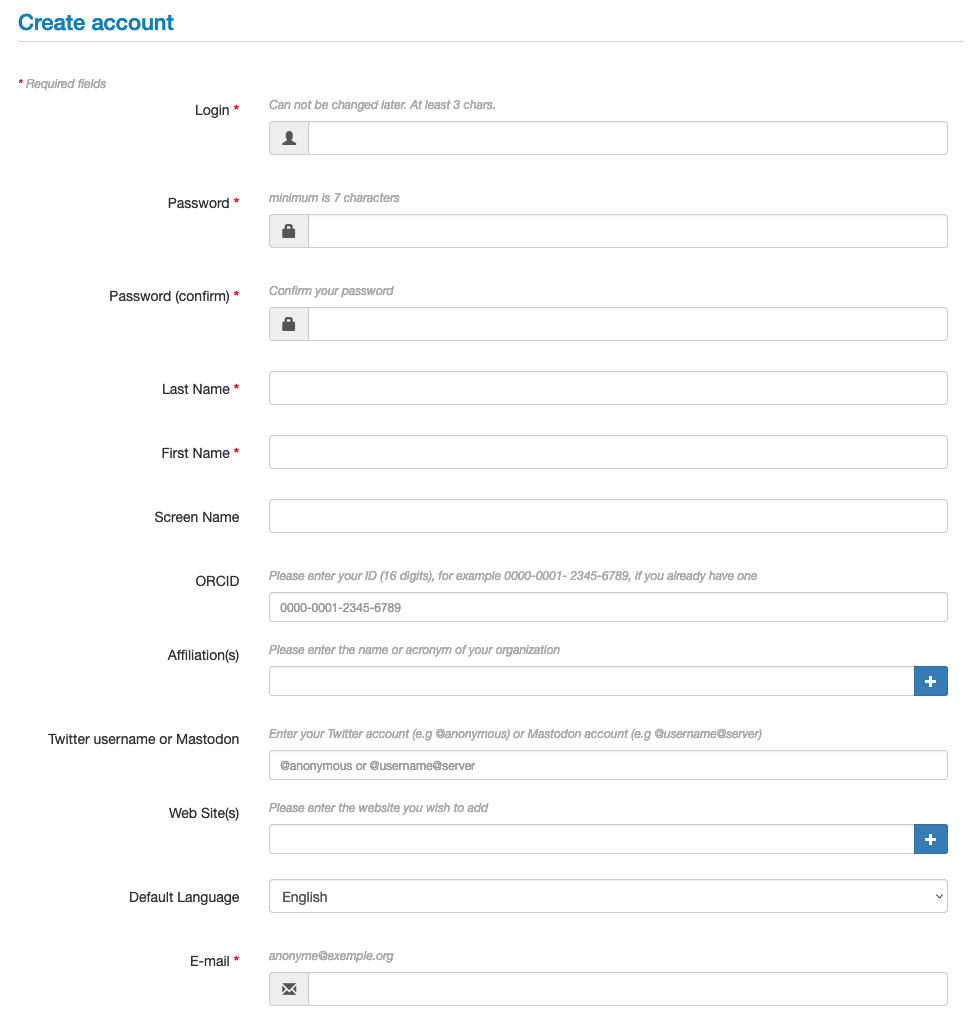 Create account
* Required fields
Login *
Can not be changed later. At least 3 chars.
Password *
minimum is 7 characters
Password (confirm) *
Confirm your password
Last Name *
First Name *
Screen Name
ORCID
Please enter your ID (16 digits), for example 0000-0001- 2345-6789, if you already have one
0000-0001-2345-6789
Affiliation(s)
Please enter the name or acronym of your organization
Twitter username or Mastodon
Enter your Twitter account (e.g @anonymous) or Mastodon account (e.g @username@server)
@anonymous or @username@server
Web Site(s)
Please enter the website you wish to add
Default Language
English
E-mail *
anonyme@exemple.org